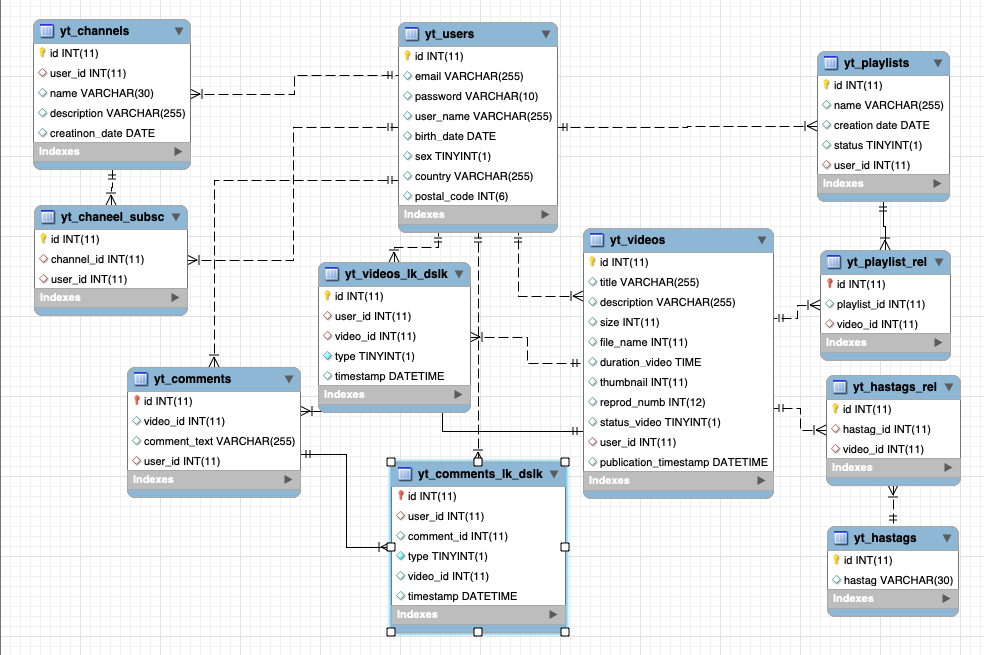 yt_channels
id INT(11)
user_id INT(11)
name VARCHAR(30)
description VARCHAR(255)
creatinon_date DATE
Indexes
yt_users
id INT(11)
email VARCHAR(255)
password VARCHAR(10)
user_name VARCHAR(255)
birth_date DATE
sex TINYINT(1)
country VARCHAR(255)
postal_code INT(6)
Indexes
yt_playlists
id INT(11)
name VARCHAR(255)
creation date DATE
status TINYINT(1)
user_id INT(11)
Indexes
yt_chaneel_subsc
id INT(11)
channel_id INT(11)
user_id INT(11)
Indexes
yt_videos_lk_dslk
id INT(11)
user_id INT(11)
video_id INT(11)
type TINYINT(1)
timestamp DATETIME
Indexes
yt_videos
id INT(11)
title VARCHAR(255)
description VARCHAR(255)
size INT(11)
file_name INT(11)
duration_video TIME
thumbnail INT(11)
reprod_numb INT(12)
status_video TINYINT(1)
user_id INT(11)
publication_timestamp DATETIME
Indexes
yt_playlist_rel
id INT(11)
playlist_id INT(11)
video_id INT(11)
Indexes
yt_comments
id INT(11)
video_id INT(11)
comment_text VARCHAR(255)
user_id INT(11)
Indexes
yt_hastags_rel
id INT(11)
hastag_id INT(11)
video_id INT(11)
Indexes
yt_comments_lk_dslk
id INT(11)
user_id INT(11)
comment_id INT(11)
type TINYINT(1)
video_id INT(11)
timestamp DATETIME
Indexes
yt_hastags
id INT(11)
hastag VARCHAR(30)
Indexes